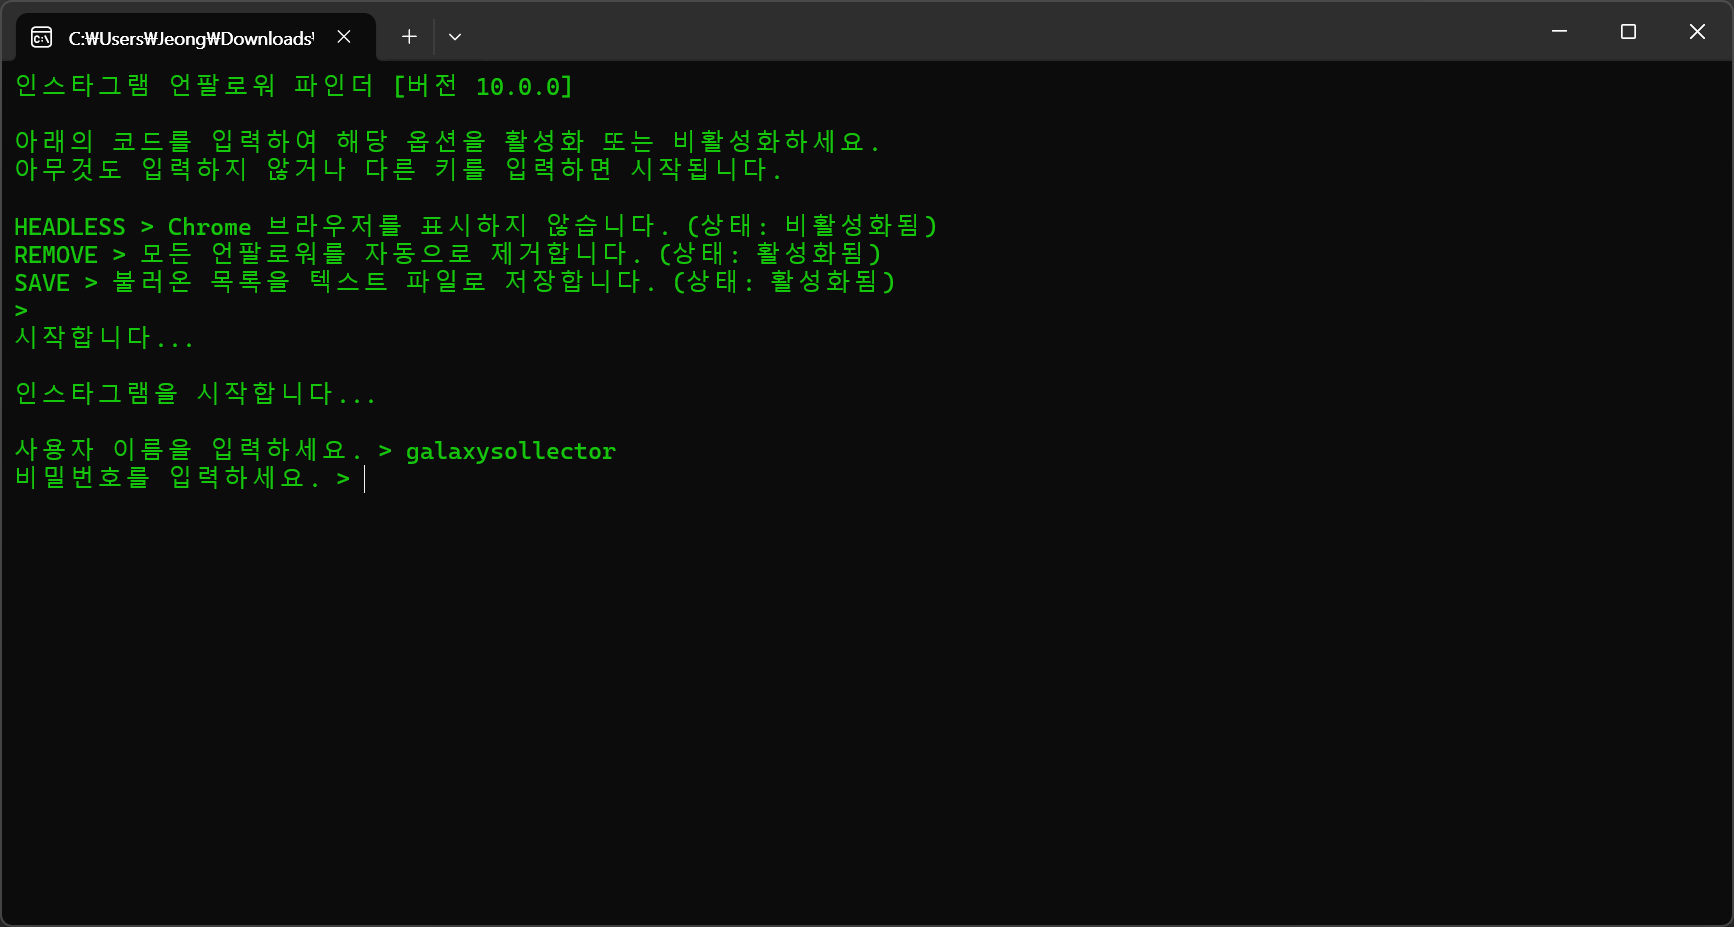 C:₩Users₩Jeong₩Downloads
인스타그램 언팔로워 파인더 [버전 10.0.0]
아래의 코드를 입력하여 해당 옵션을 활성화 또는 비활성화하세요.
아무것도 입력하지 않거나 다른 키를 입력하면 시작됩니다.
HEADLESS > Chrome 브라우저를 표시하지 않습니다. (상태: 비활성화됨)
REMOVE > 모든 언팔로워를 자동으로 제거합니다. (상태: 활성화됨)
SAVE > 불러온 목록을 텍스트 파일로 저장합니다. (상태: 활성화됨)
>
시작합니다...
인스타그램을 시작합니다...
사용자 이름을 입력하세요. > galaxysollector
비밀번호를 입력하세요. >